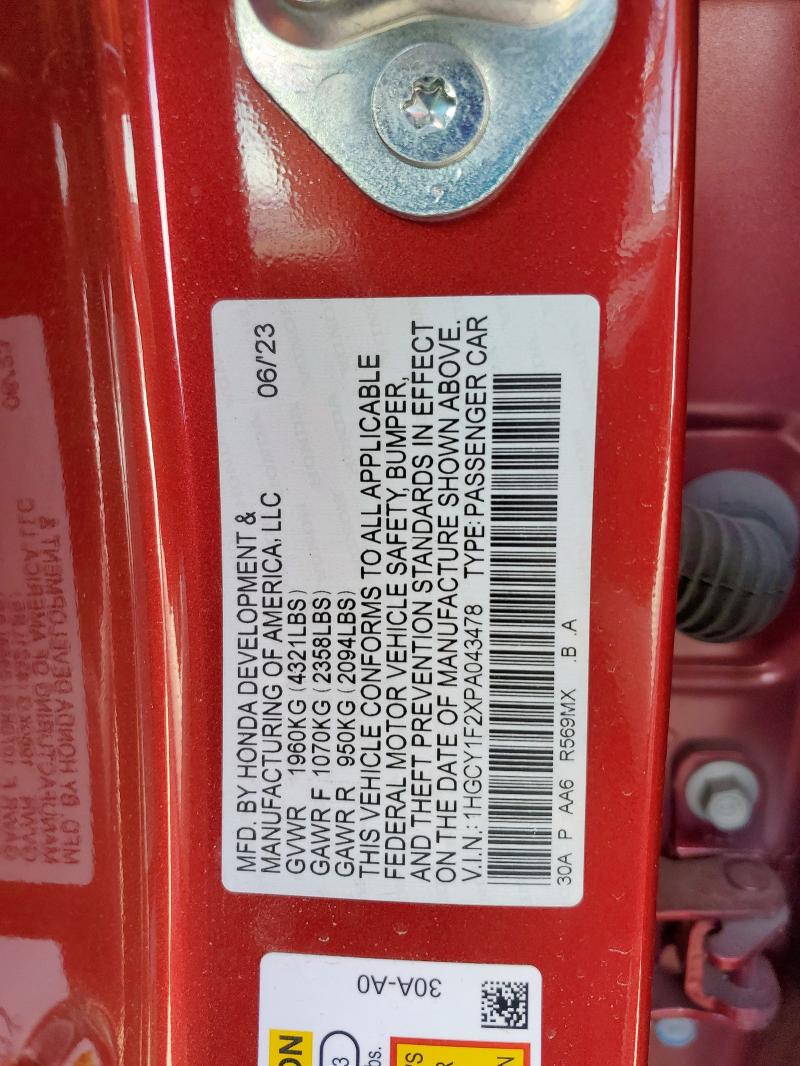 MFD. BY HONDA DEVELOPMENT &
MANUFACTURING OF AMERICA, LLC 06/'23
GVWR 1960KG (4321LBS)
GAWR F 1070KG (2358LBS)
GAWR R 950KG (2094LBS)
THIS VEHICLE CONFORMS TO ALL APPLICABLE
FEDERAL MOTOR VEHICLE SAFETY, BUMPER,
AND THEFT PREVENTION STANDARDS IN EFFECT
ON THE DATE OF MANUFACTURE SHOWN ABOVE.
V.I.N.: 1HGCY1F2XPA043478 TYPE: PASSENGER CAR
30A P AA6 R569MX .B .A
30A-A0